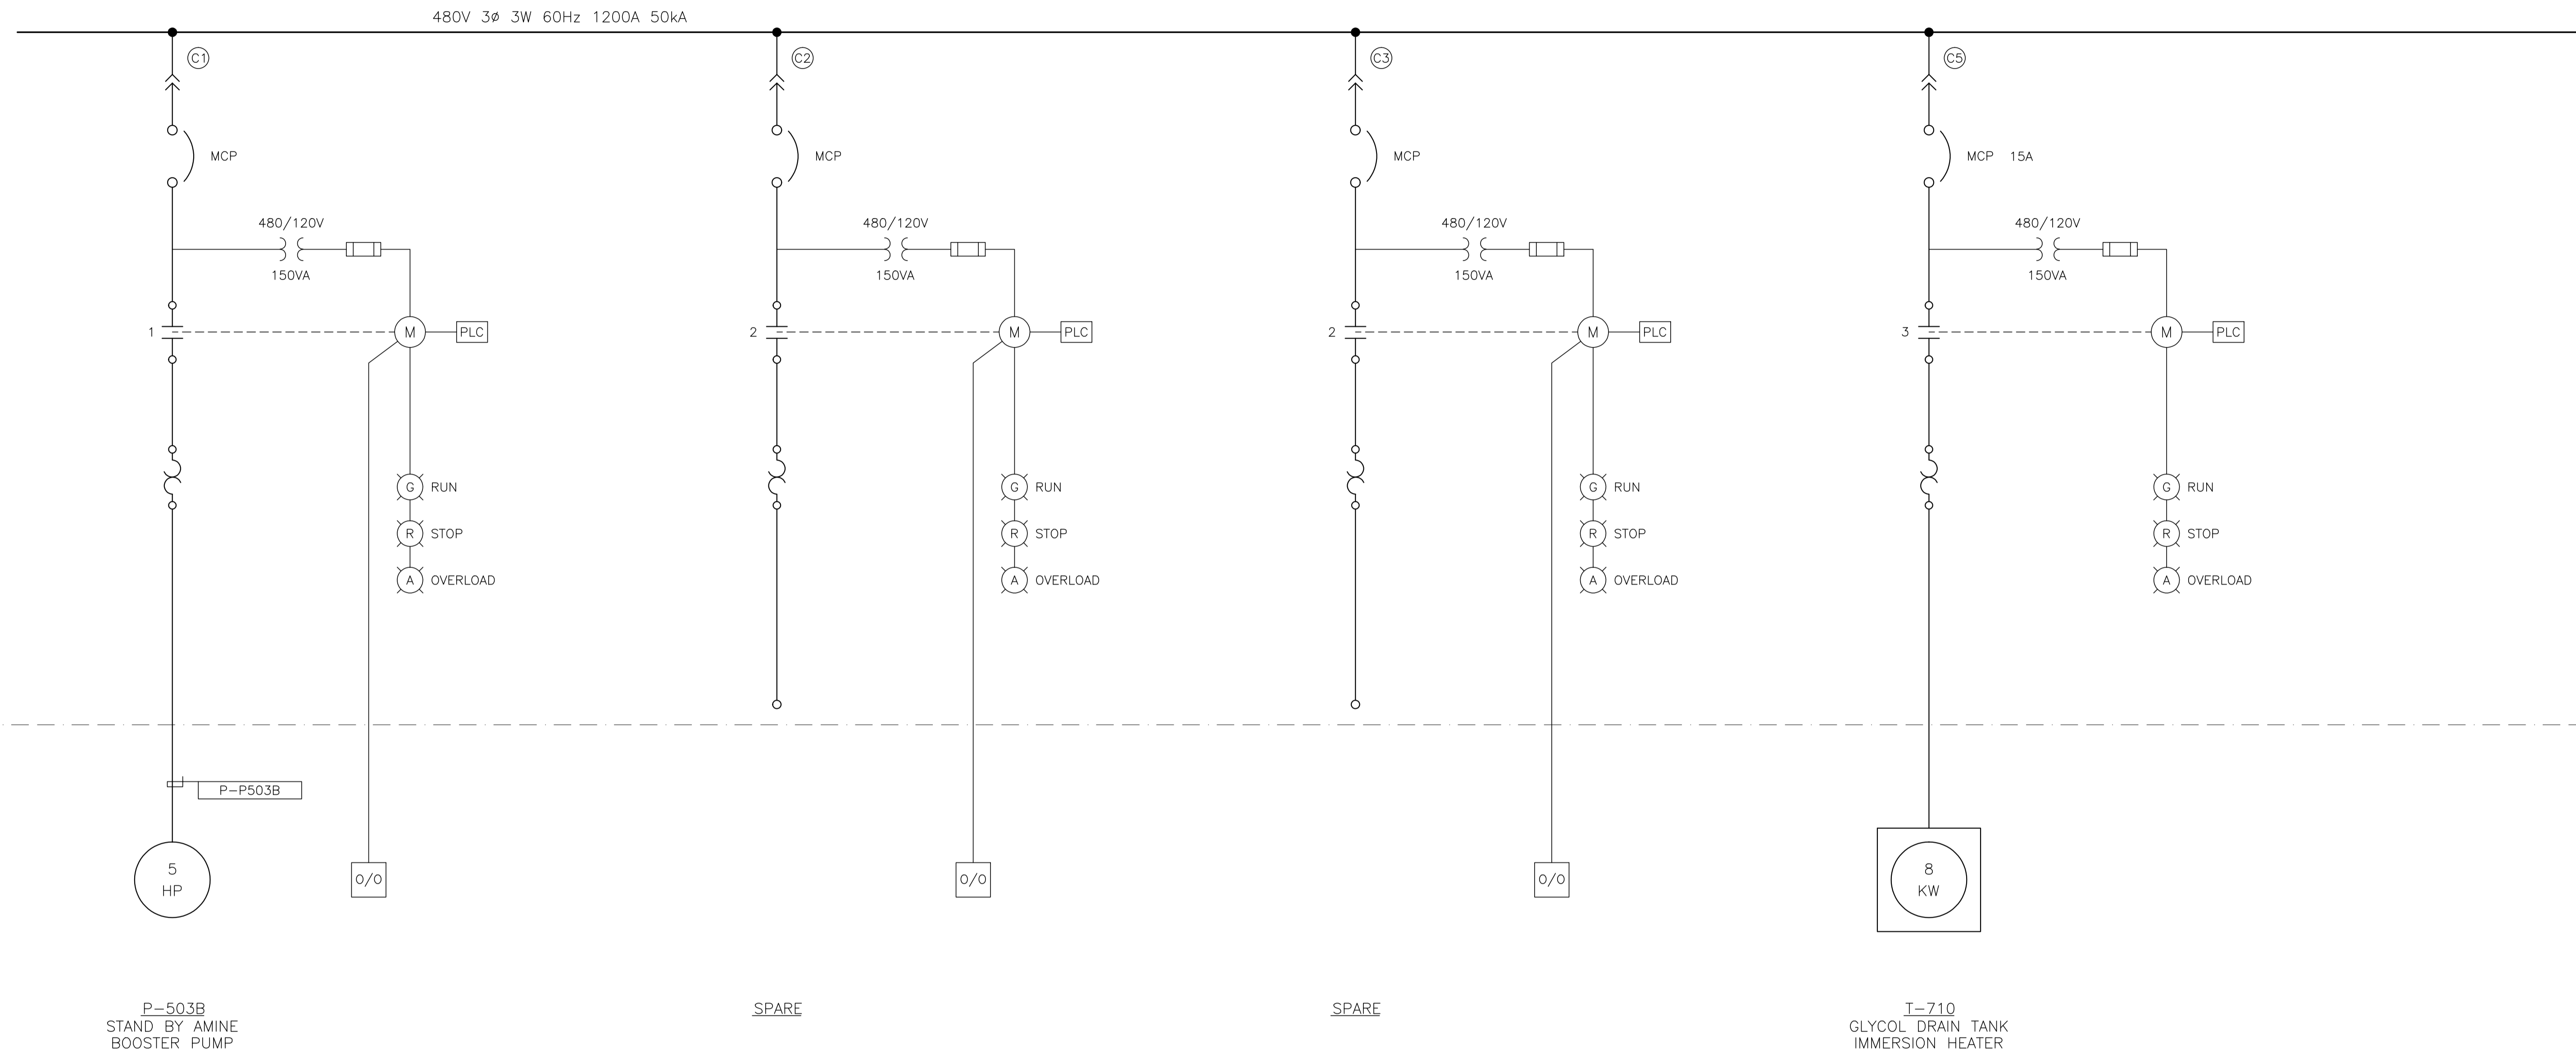 480V 3ø 3W 60Hz 1200A 50kA
C1 C2 C3 C5
MCP MCP MCP MCP 15A
480/120V 480/120V 480/120V 480/120V
150VA 150VA 150VA 150VA
1 M PLC 2 M PLC 2 M PLC 3 M PLC
G RUN G RUN G RUN G RUN
R STOP R STOP R STOP R STOP
A OVERLOAD A OVERLOAD A OVERLOAD A OVERLOAD
P-P503B
5 8
HP O/O O/O O/O KW
P-503B SPARE SPARE T-710
STAND BY AMINE GLYCOL DRAIN TANK
BOOSTER PUMP IMMERSION HEATER